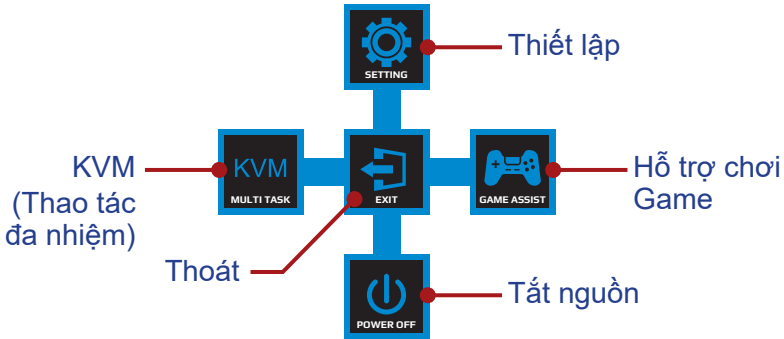 SETTING
Thiết lập
KVM
MULTI TASK
KVM
(Thao tác
đa nhiệm)
EXIT
Thoát
GAME ASSIST
Hỗ trợ chơi
Game
POWER OFF
Tắt nguồn